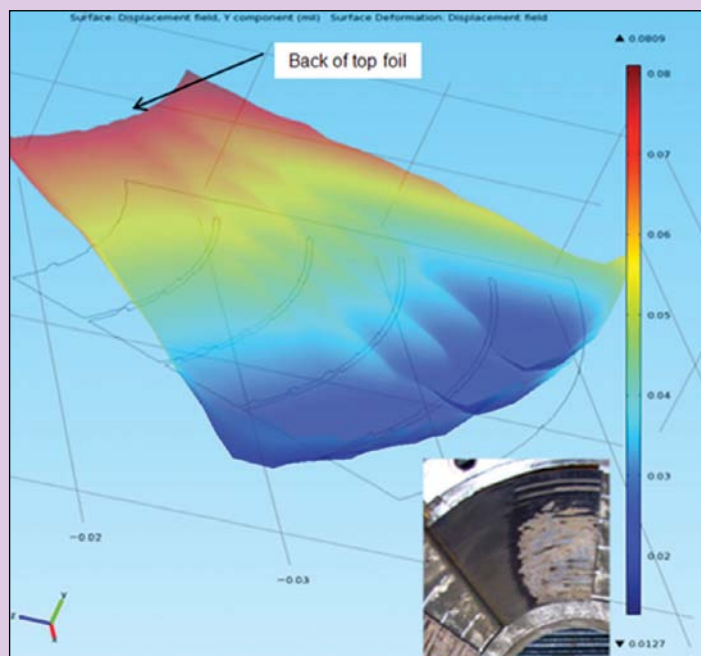 Surface: Displacement field, Y component (mil) Surface Deformation: Displacement field
▲ 0.0809
Back of top foil
0.08
0.07
0.06
0.05
0.04
0.03
0.02
▼ 0.0127
−0.02
−0.03
y
z
x